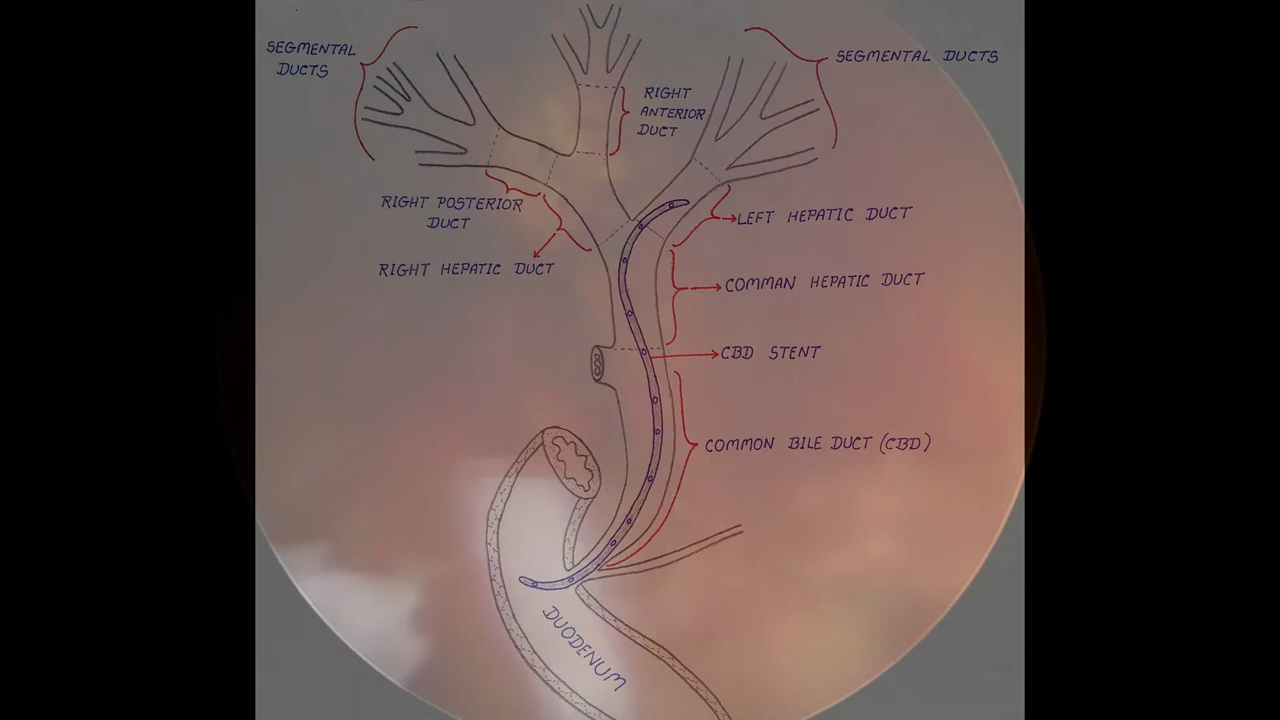 SEGMENTAL
DUCTS
SEGMENTAL DUCTS
RIGHT
ANTERIOR
DUCT
RIGHT POSTERIOR
DUCT
LEFT HEPATIC DUCT
RIGHT HEPATIC DUCT
COMMAN HEPATIC DUCT
CBD STENT
COMMON BILE DUCT (CBD)
DUODENUM